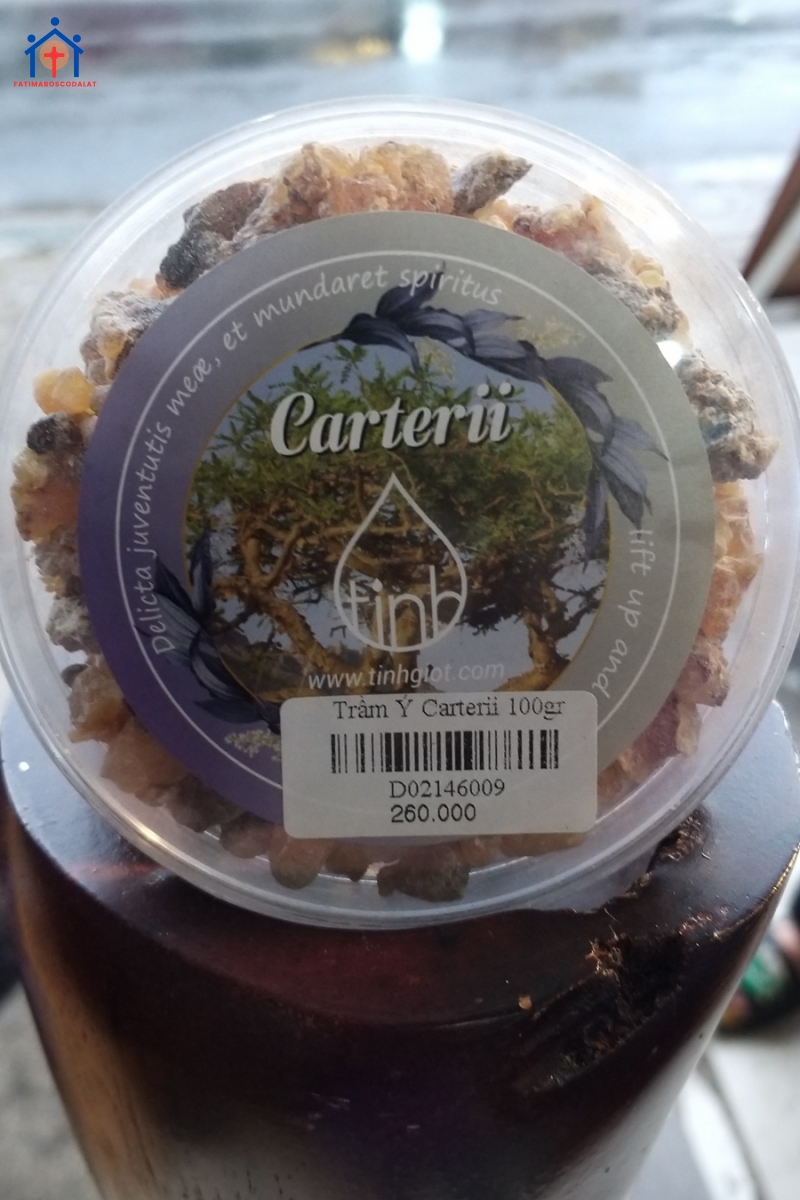 FATIMABOSCODALAT
Delicta juventutis meæ, et mundaret spiritus
lift up and
Carterii
tinh
www.tinhgiot.com
Trầm Ý Carterii 100gr
D02146009
260.000